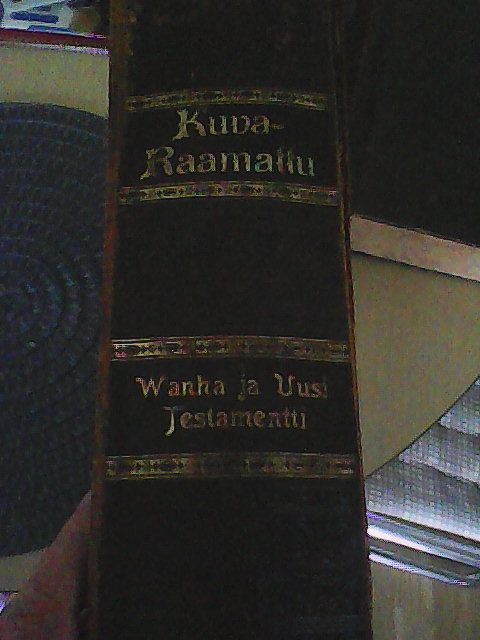 Kuva-
Raamattu
Wanha ja Uusi
Testamentti